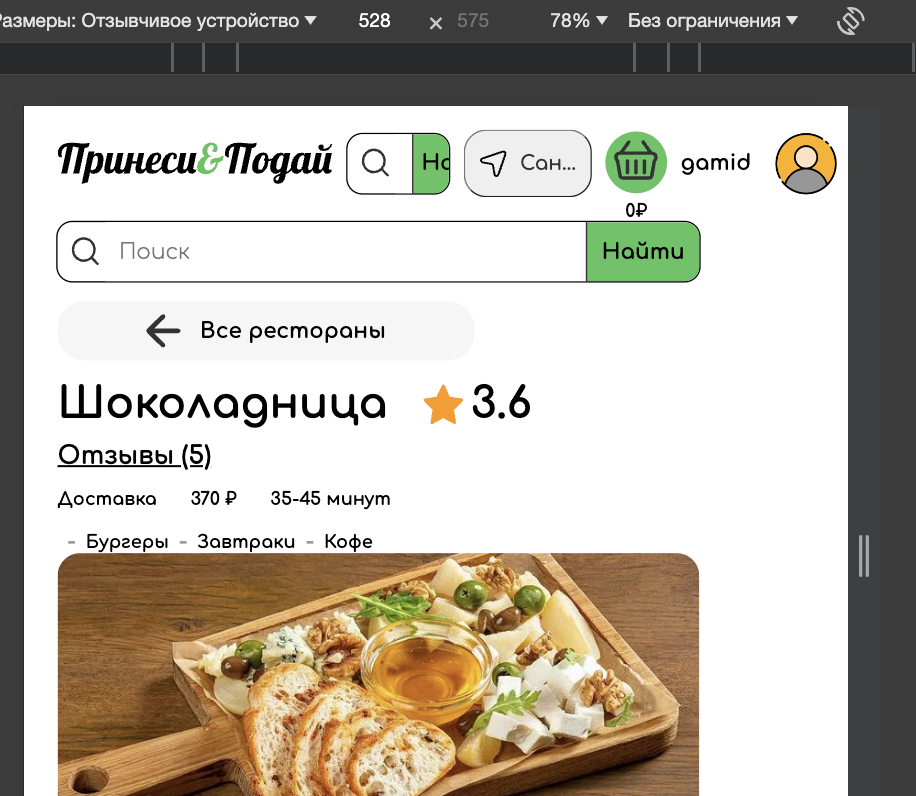 Размеры: Отзывчивое устройство ▼ 528 × 575 78% ▼ Без ограничения ▼
Принеси&Подай Сан... gamid
0₽
Поиск Найти
Все рестораны
Шоколадница 3.6
Отзывы (5)
Доставка 370 ₽ 35-45 минут
- Бургеры - Завтраки - Кофе